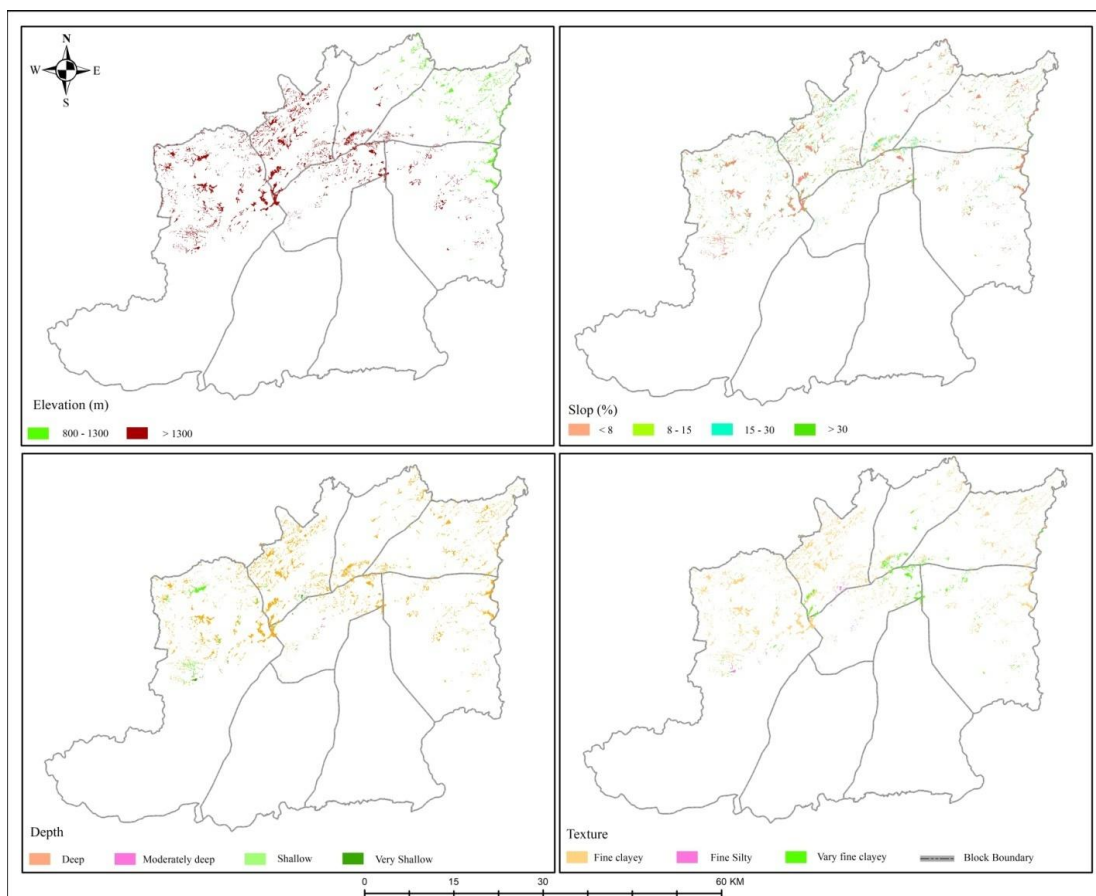 N
W E
S
Elevation (m)
800 - 1300 > 1300
Slop (%)
< 8 8 - 15 15 - 30 > 30
Depth
Deep Moderately deep Shallow Very Shallow
Texture
Fine clayey Fine Silty Vary fine clayey Block Boundary
0 15 30 60 KM